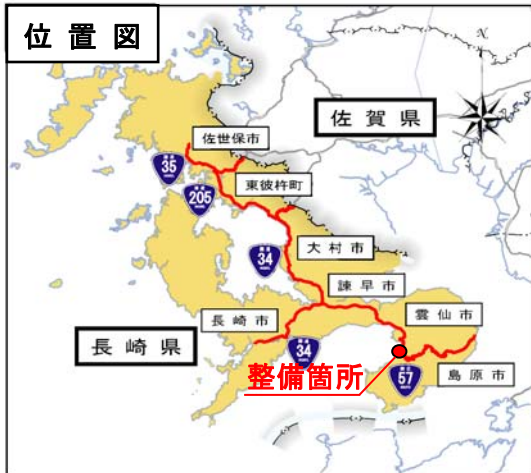 位置図
N
佐賀県
佐世保市
35
東彼杵町
205
大村市
34
諫早市
雲仙市
長崎市
長崎県
34
整備箇所
57
島原市